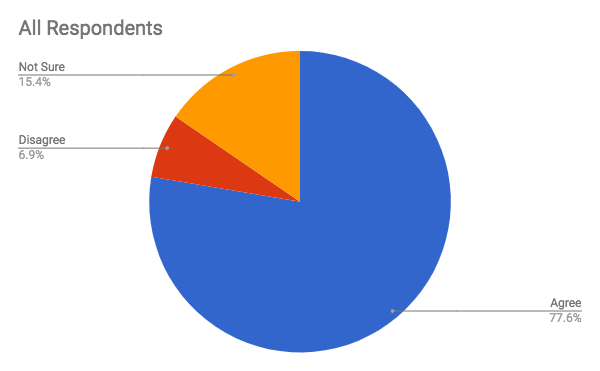 All Respondents
Not Sure
15.4%
Disagree
6.9%
Agree
77.6%